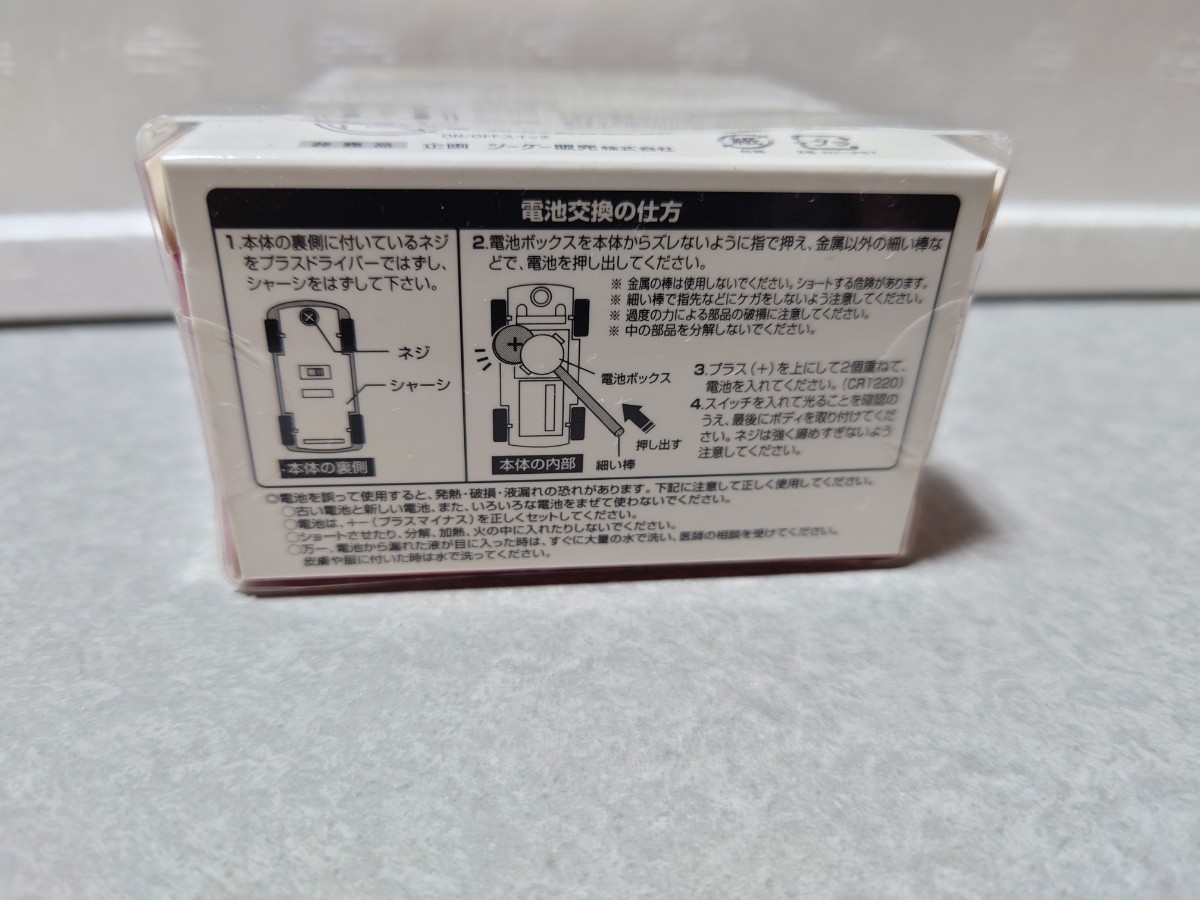 ON/OFFスイッチ
非売品 企画 シーケー販売株式会社
電池交換の仕方
1.本体の裏側に付いているネジ
をプラスドライバーではずし、
シャーシをはずして下さい。
ネジ
シャーシ
本体の裏側
2.電池ボックスを本体からズレないように指で押え、金属以外の細い棒な
どで、電池を押し出してください。
※ 金属の棒は使用しないでください。ショートする危険があります。
※ 細い棒で指先などにケガをしないよう注意してください。
※ 過度の力による部品の破損に注意してください。
※ 中の部品を分解しないでください。
電池ボックス
押し出す
細い棒
本体の内部
3.プラス(+)を上にして2個重ねて、
電池を入れてください。(CR1220)
4.スイッチを入れて光ることを確認の
うえ、最後にボディを取り付けてくだ
さい。ネジは強く締めすぎないよう
注意してください。
◎電池を誤って使用すると、発熱・破損・液漏れの恐れがあります。下記に注意して正しく使用してください。
○古い電池と新しい電池、また、いろいろな電池をまぜて使わないでください。
○電池は、+-(プラスマイナス)を正しくセットしてください。
○ショートさせたり、分解、加熱、火の中に入れたりしないでください。
○万一、電池から漏れた液が目に入った時は、すぐに大量の水で洗い、医師の相談を受けてください。
皮膚や服に付いた時は水で洗ってください。